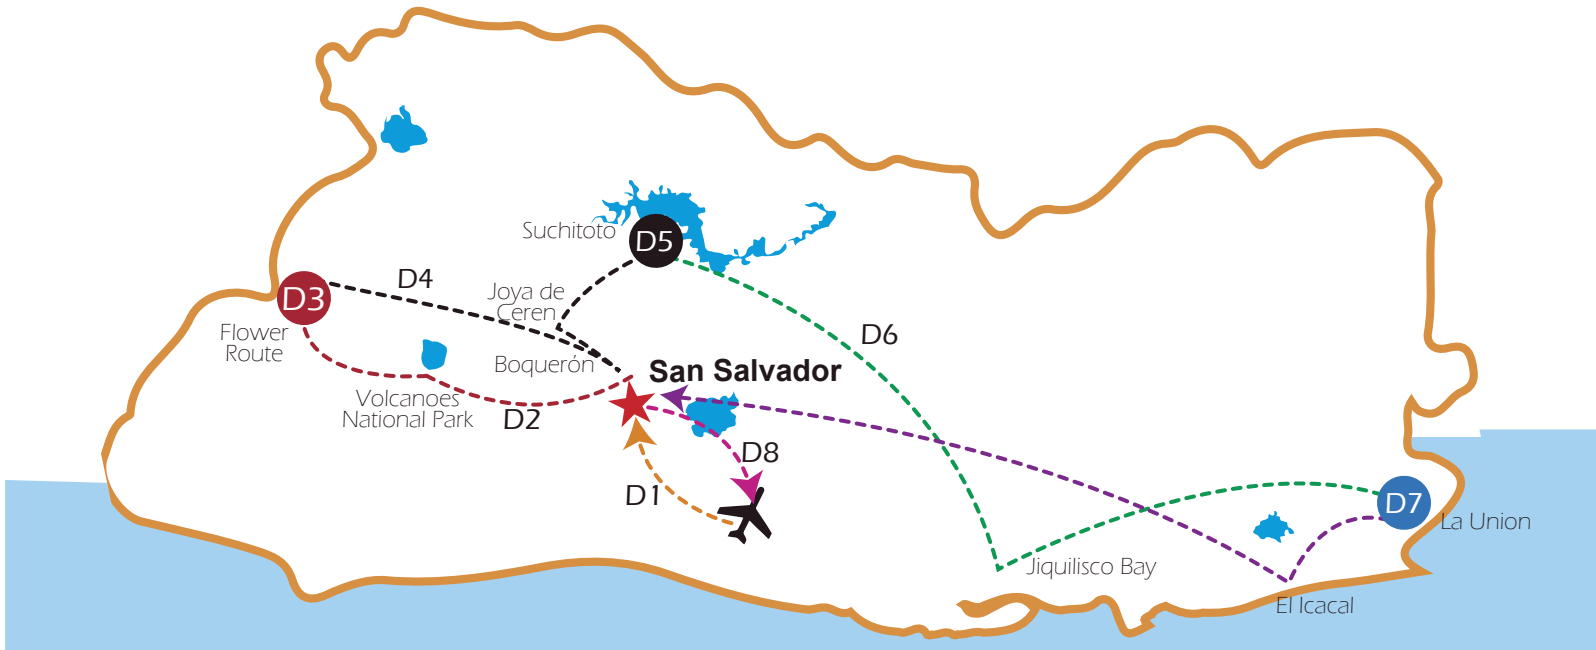 Suchitoto
D5
D4
D3
Joya de
Ceren
Flower
Route
D6
Boquerón
San Salvador
Volcanoes
National Park
D2
D8
D1
D7
La Union
Jiquilisco Bay
El Icacal